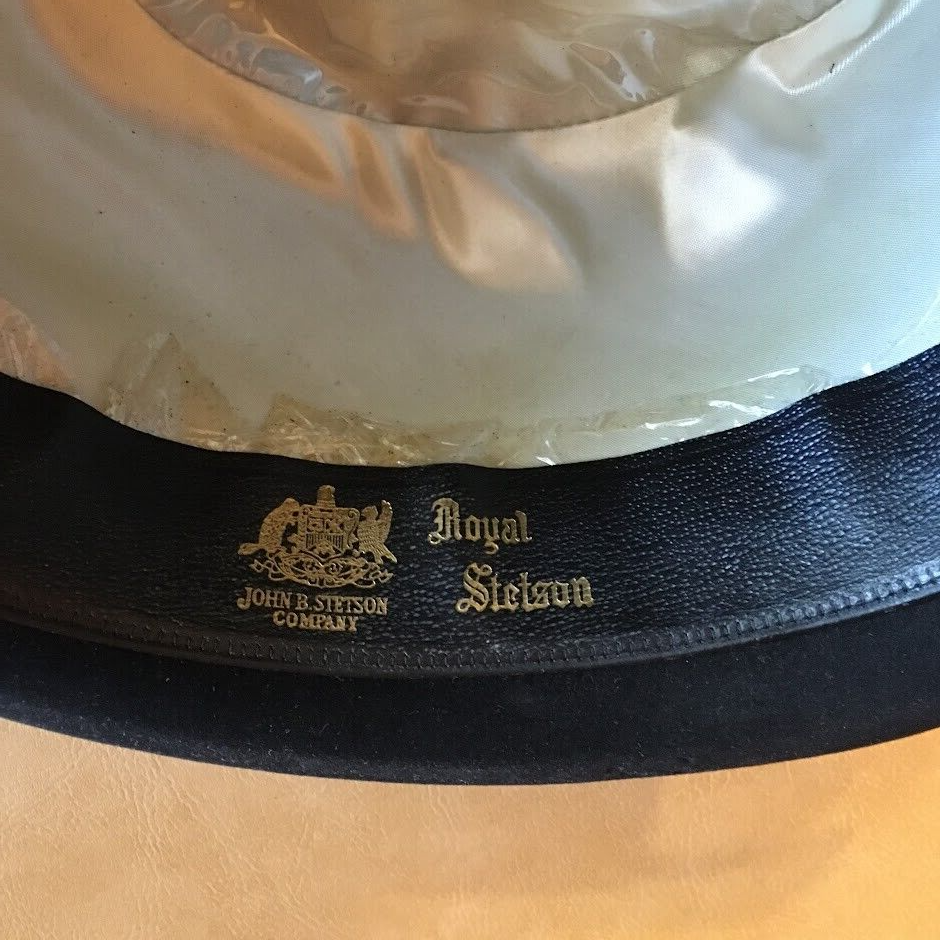 JOHN B. STETSON
COMPANY
Royal
Stetson